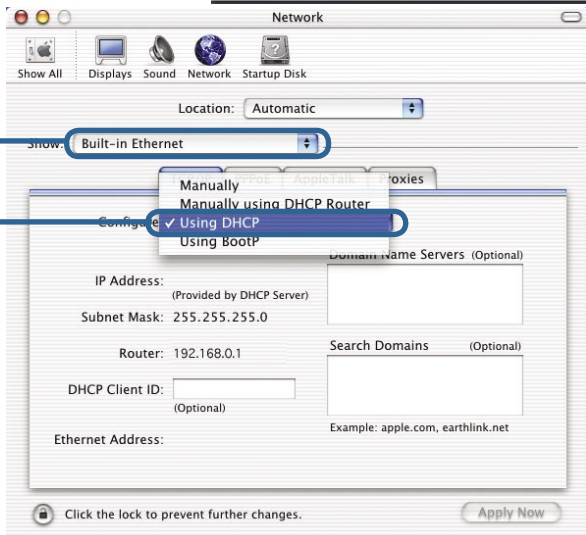 Network
Show All Displays Sound Network Startup Disk
Location: Automatic
Show: Built-in Ethernet
PPPoE AppleTalk Proxies
Manually
Manually using DHCP Router
Configure ✓ Using DHCP
Using BootP
Domain Name Servers (Optional)
IP Address:
(Provided by DHCP Server)
Subnet Mask: 255.255.255.0
Router: 192.168.0.1
Search Domains (Optional)
DHCP Client ID:
(Optional)
Example: apple.com, earthlink.net
Ethernet Address:
Click the lock to prevent further changes.
Apply Now